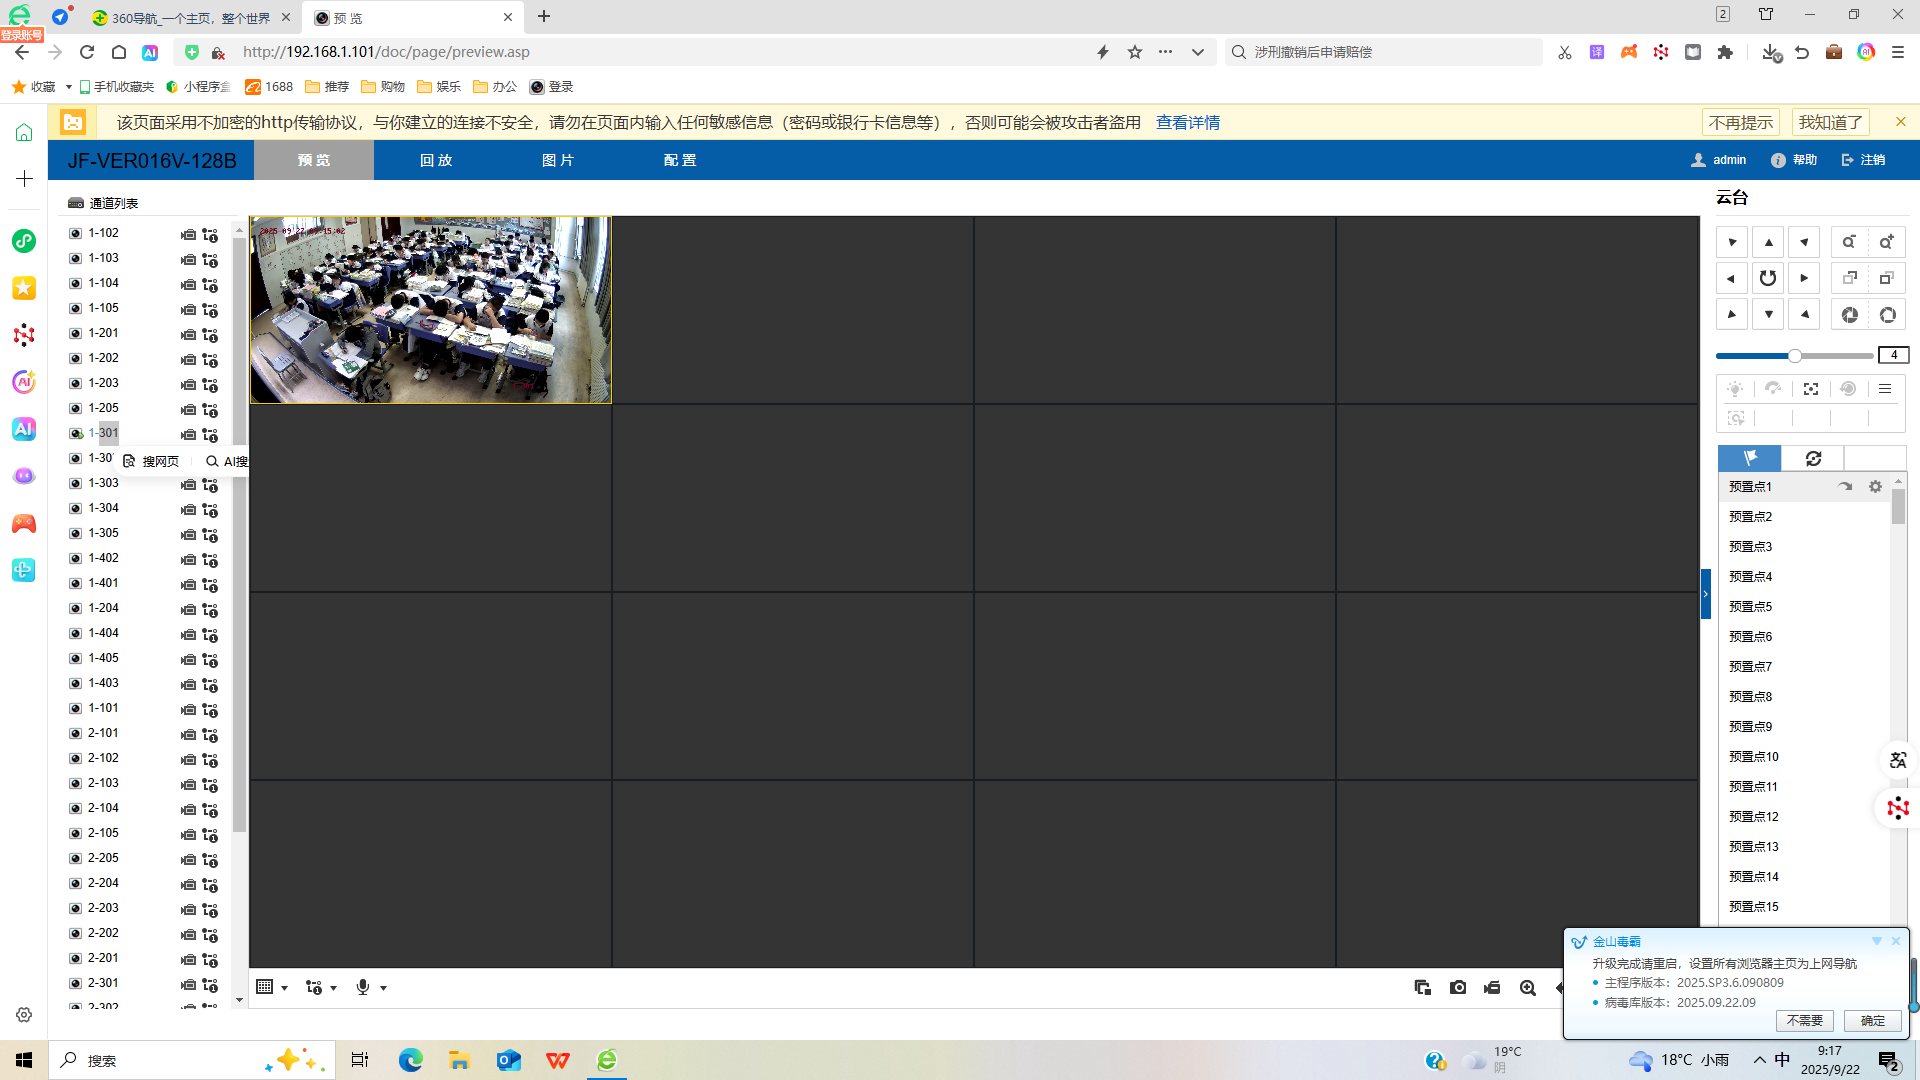 登录账号
360导航_一个主页，整个世界
预 览
2
http://192.168.1.101/doc/page/preview.asp
涉刑撤销后申请赔偿
收藏
手机收藏夹
小程序盒
1688
推荐
购物
娱乐
办公
登录
该页面采用不加密的http传输协议，与你建立的连接不安全，请勿在页面内输入任何敏感信息（密码或银行卡信息等），否则可能会被攻击者盗用 查看详情
不再提示
我知道了
JF-VER016V-128B
预 览
回 放
图 片
配 置
admin
帮助
注销
通道列表
1-102
1-103
1-104
1-105
1-201
1-202
1-203
1-205
1-301
1-30
搜网页
AI搜
1-303
1-304
1-305
1-402
1-401
1-204
1-404
1-405
1-403
1-101
2-101
2-102
2-103
2-104
2-105
2-205
2-204
2-203
2-202
2-201
2-301
2-302
云台
4
预置点1
预置点2
预置点3
预置点4
预置点5
预置点6
预置点7
预置点8
预置点9
预置点10
预置点11
预置点12
预置点13
预置点14
预置点15
金山毒霸
升级完成请重启，设置所有浏览器主页为上网导航
主程序版本：2025.SP3.6.090809
病毒库版本：2025.09.22.09
不需要
确定
搜索
19°C
阴
18°C 小雨
中
9:17
2025/9/22
2